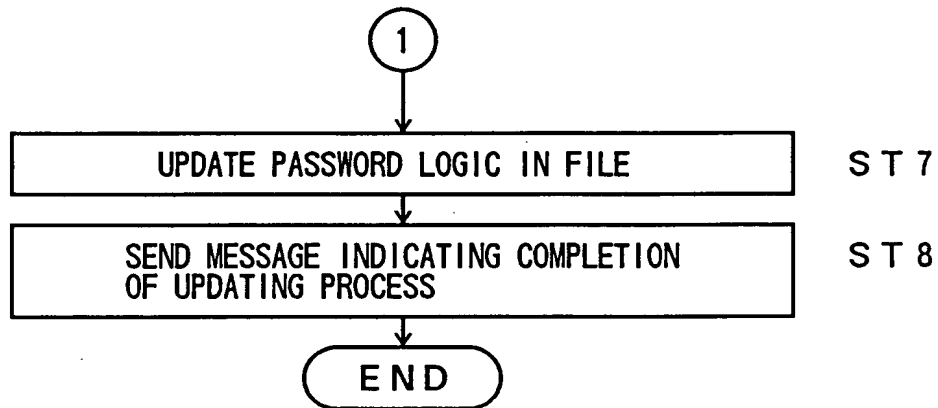 1
UPDATE PASSWORD LOGIC IN FILE
ST7
SEND MESSAGE INDICATING COMPLETION
OF UPDATING PROCESS
ST8
END